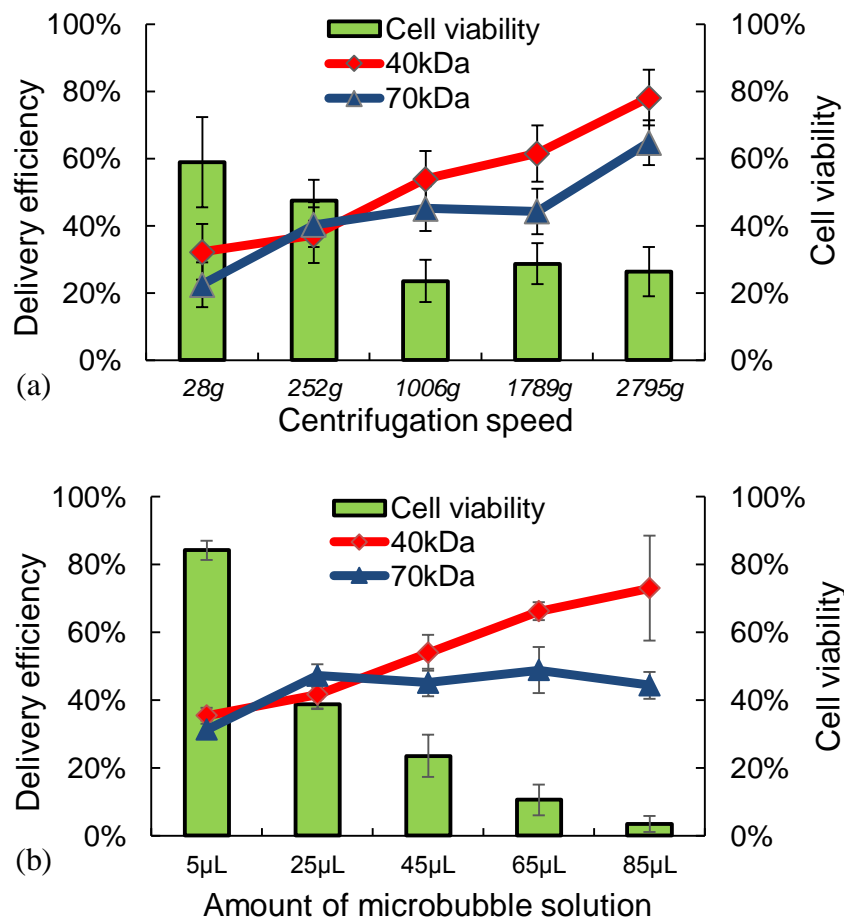 100%
80%
60%
40%
20%
0%
Delivery efficiency
Cell viability
40kDa
70kDa
100%
80%
60%
40%
20%
0%
Cell viability
28g
252g
1006g
1789g
2795g
Centrifugation speed
(a)
100%
80%
60%
40%
20%
0%
Delivery efficiency
Cell viability
40kDa
70kDa
100%
80%
60%
40%
20%
0%
Cell viability
5µL
25µL
45µL
65µL
85µL
Amount of microbubble solution
(b)